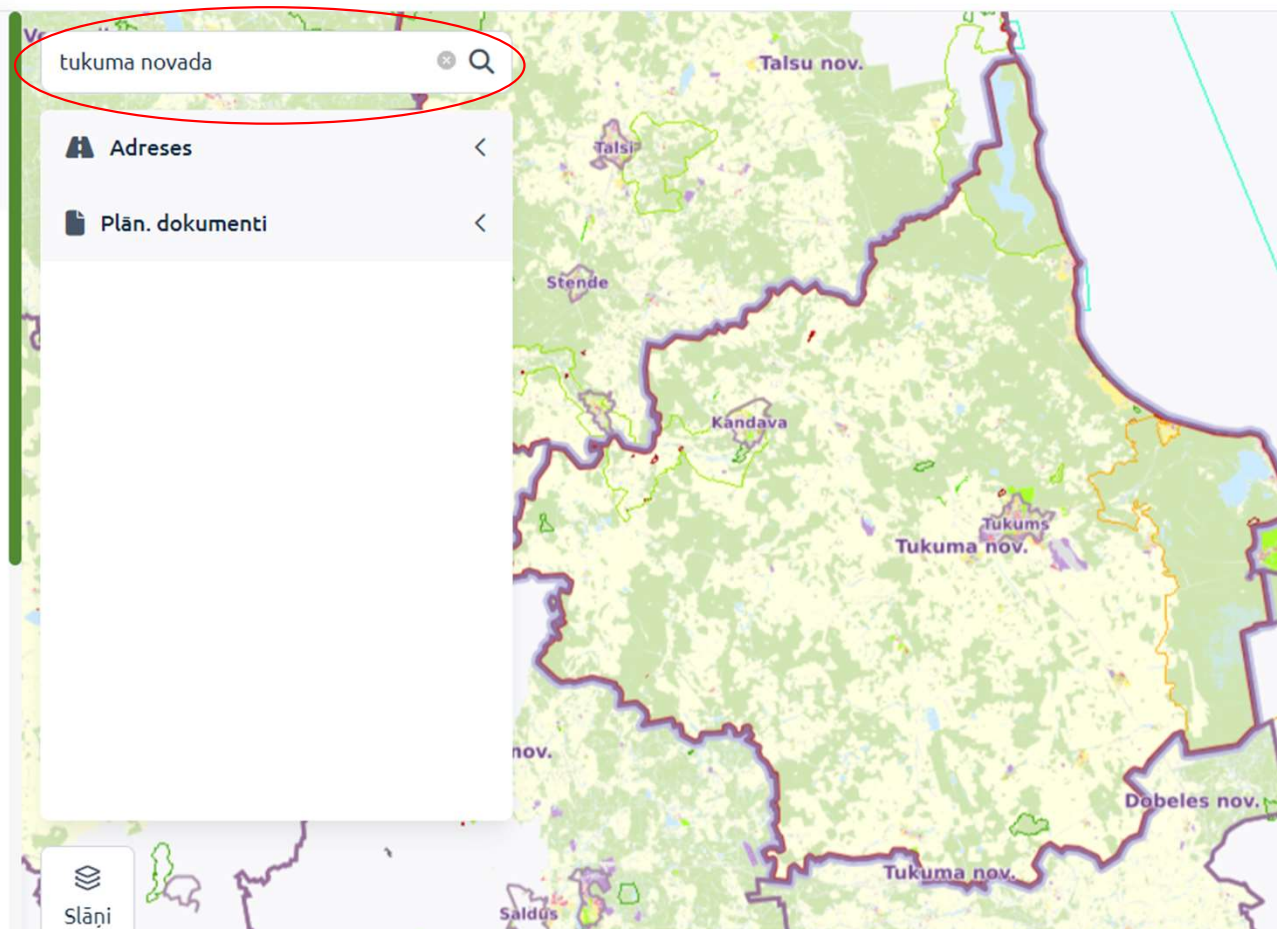 tukuma novada
Adreses
Plān. dokumenti
Talsu nov.
Talsi
Stende
Kandava
Tukums
Tukuma nov.
nov.
Dobeles nov.
Tukuma nov.
Saldus
Slāņi